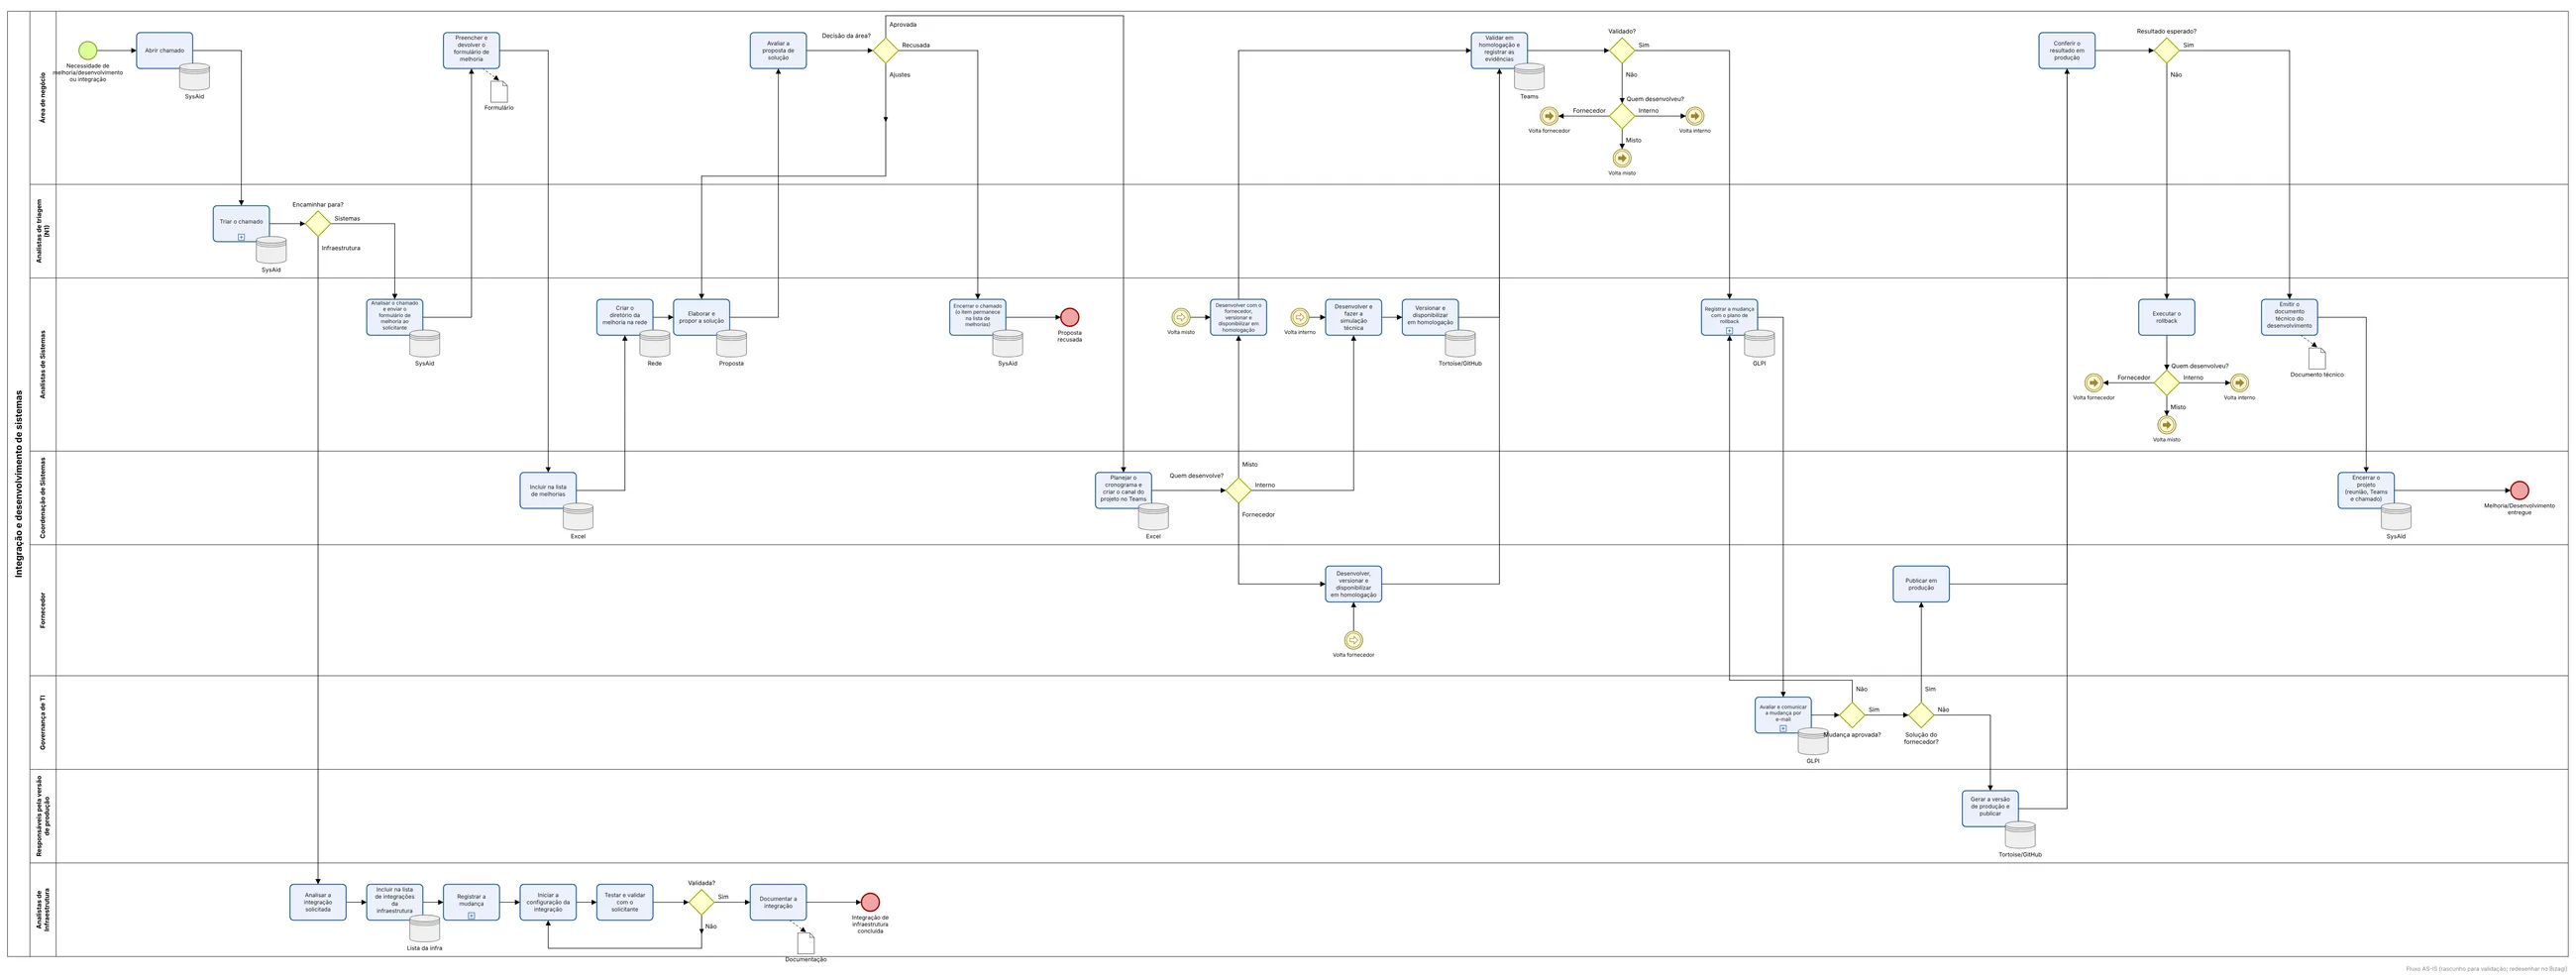 Integração e desenvolvimento de sistemas
Área de negócio
Necessidade de
melhoria/desenvolvimento
ou integração
Abrir chamado
SysAid
Preencher e
devolver o
formulário de
melhoria
Formulário
Avaliar a
proposta de
solução
Decisão da área?
Aprovada
Recusada
Ajustes
Validar em
homologação e
registrar as
evidências
Teams
Validado?
Sim
Não
Quem desenvolveu?
Fornecedor
Interno
Misto
Volta fornecedor
Volta interno
Volta misto
Conferir o
resultado em
produção
Resultado esperado?
Sim
Não
Analistas de triagem
(N1)
Triar o chamado
SysAid
Encaminhar para?
Sistemas
Infraestrutura
Analistas de Sistemas
Analisar o chamado
e enviar o
formulário de
melhoria ao
solicitante
SysAid
Criar o
diretório da
melhoria na rede
Rede
Elaborar e
propor a solução
Proposta
Encerrar o chamado
(o item permanece
na lista de
melhorias)
SysAid
Proposta
recusada
Volta misto
Desenvolver com o
fornecedor,
versionar e
disponibilizar em
homologação
Volta interno
Desenvolver e
fazer a
simulação
técnica
Versionar e
disponibilizar
em homologação
Tortoise/GitHub
Registrar a mudança
com o plano de
rollback
GLPI
Executar o
rollback
Quem desenvolveu?
Fornecedor
Interno
Misto
Volta fornecedor
Volta interno
Volta misto
Emitir o
documento
técnico do
desenvolvimento
Documento técnico
Coordenação de Sistemas
Incluir na lista
de melhorias
Excel
Planejar o
cronograma e
criar o canal do
projeto no Teams
Excel
Quem desenvolve?
Misto
Interno
Fornecedor
Encerrar o
projeto
(reunião, Teams
e chamado)
SysAid
Melhoria/Desenvolvimento
entregue
Fornecedor
Desenvolver,
versionar e
disponibilizar
em homologação
Volta fornecedor
Publicar em
produção
Governança de TI
Avaliar e comunicar
a mudança por
e-mail
GLPI
Mudança aprovada?
Não
Sim
Solução do
fornecedor?
Sim
Não
Responsáveis pela versão
de produção
Gerar a versão
de produção e
publicar
Tortoise/GitHub
Analistas de
Infraestrutura
Analisar a
integração
solicitada
Incluir na lista
de integrações
da
infraestrutura
Lista da infra
Registrar a
mudança
Iniciar a
configuração da
integração
Testar e validar
com o
solicitante
Validada?
Sim
Não
Documentar a
integração
Documentação
Integração de
infraestrutura
concluída
Fluxo AS-IS (rascunho para validação; redesenhar no Bizagi)